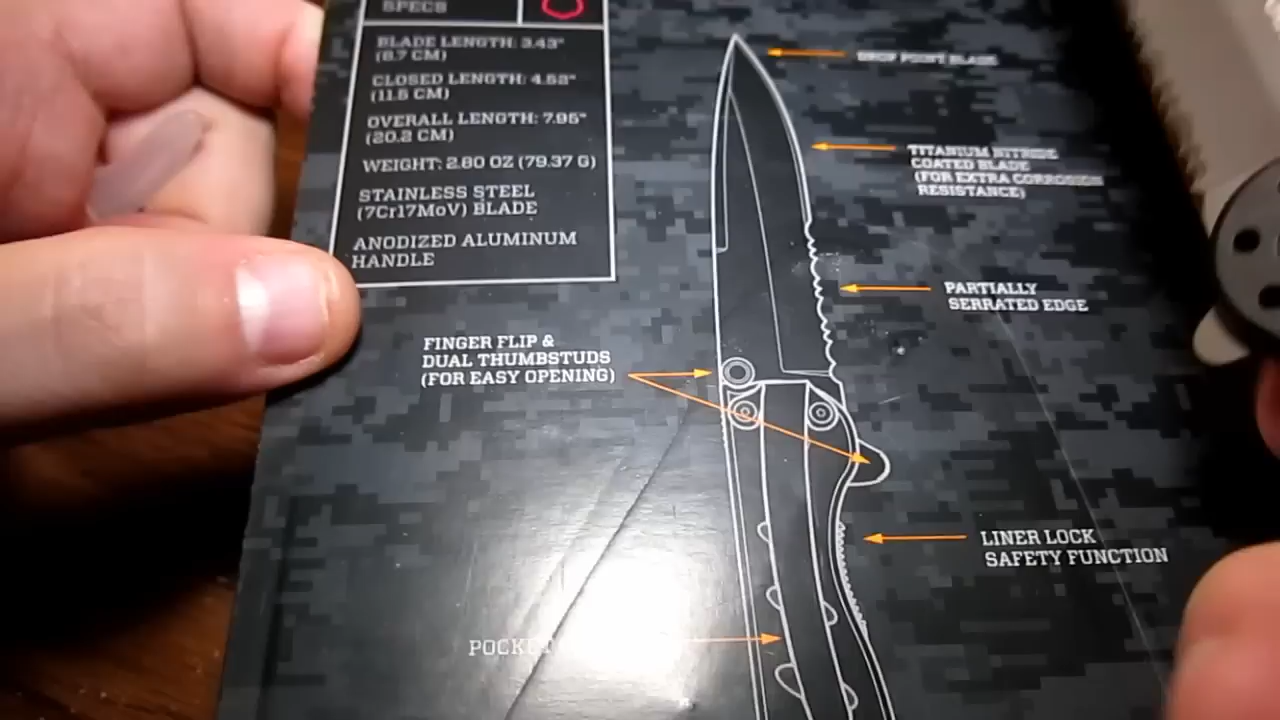 SPECS
BLADE LENGTH: 3.43"
(8.7 CM)
CLOSED LENGTH: 4.52"
(11.5 CM)
OVERALL LENGTH: 7.95"
(20.2 CM)
WEIGHT: 2.80 OZ (79.37 G)
STAINLESS STEEL
(7Cr17MoV) BLADE
ANODIZED ALUMINUM
HANDLE
DROP POINT BLADE
TITANIUM NITRIDE
COATED BLADE
(FOR EXTRA CORROSION
RESISTANCE)
PARTIALLY
SERRATED EDGE
FINGER FLIP &
DUAL THUMBSTUDS
(FOR EASY OPENING)
LINER LOCK
SAFETY FUNCTION
POCKET